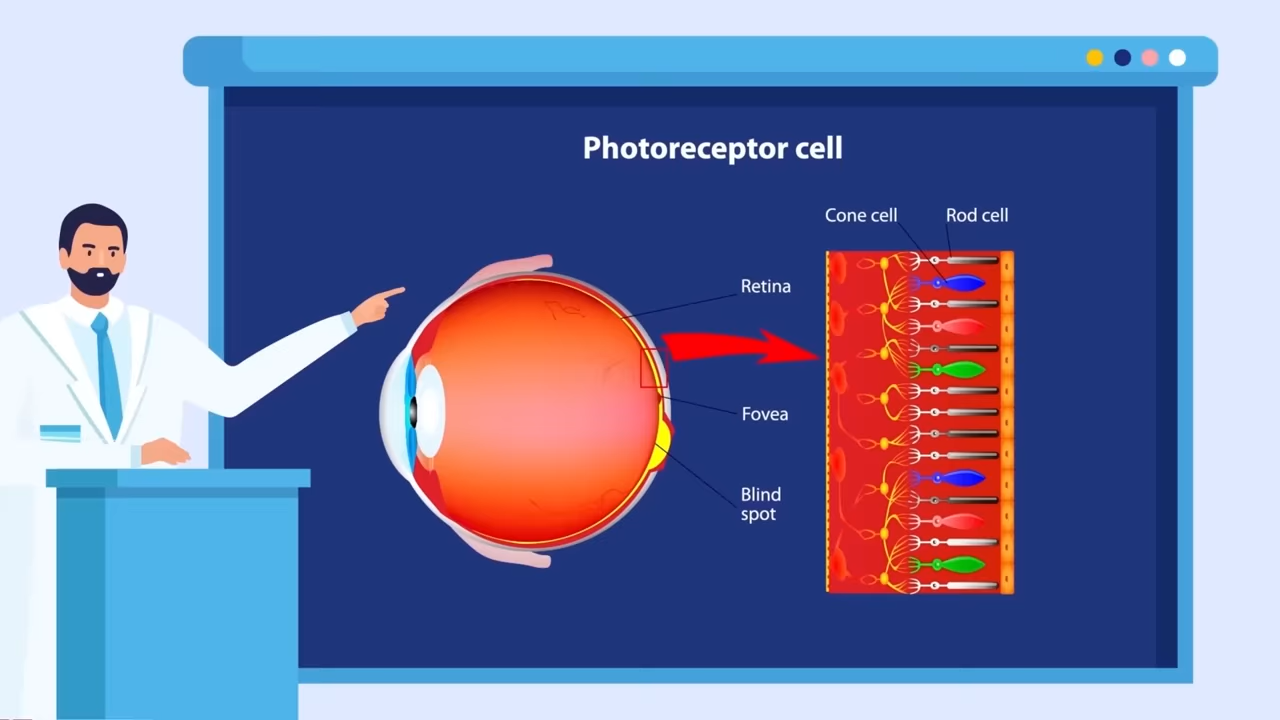 Photoreceptor cell
Cone cell
Rod cell
Retina
Fovea
Blind
spot